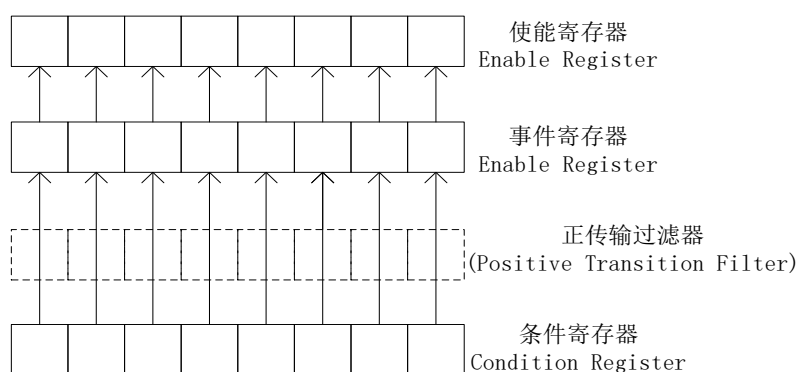 使能寄存器
Enable Register
事件寄存器
Enable Register
正传输过滤器
(Positive Transition Filter)
条件寄存器
Condition Register